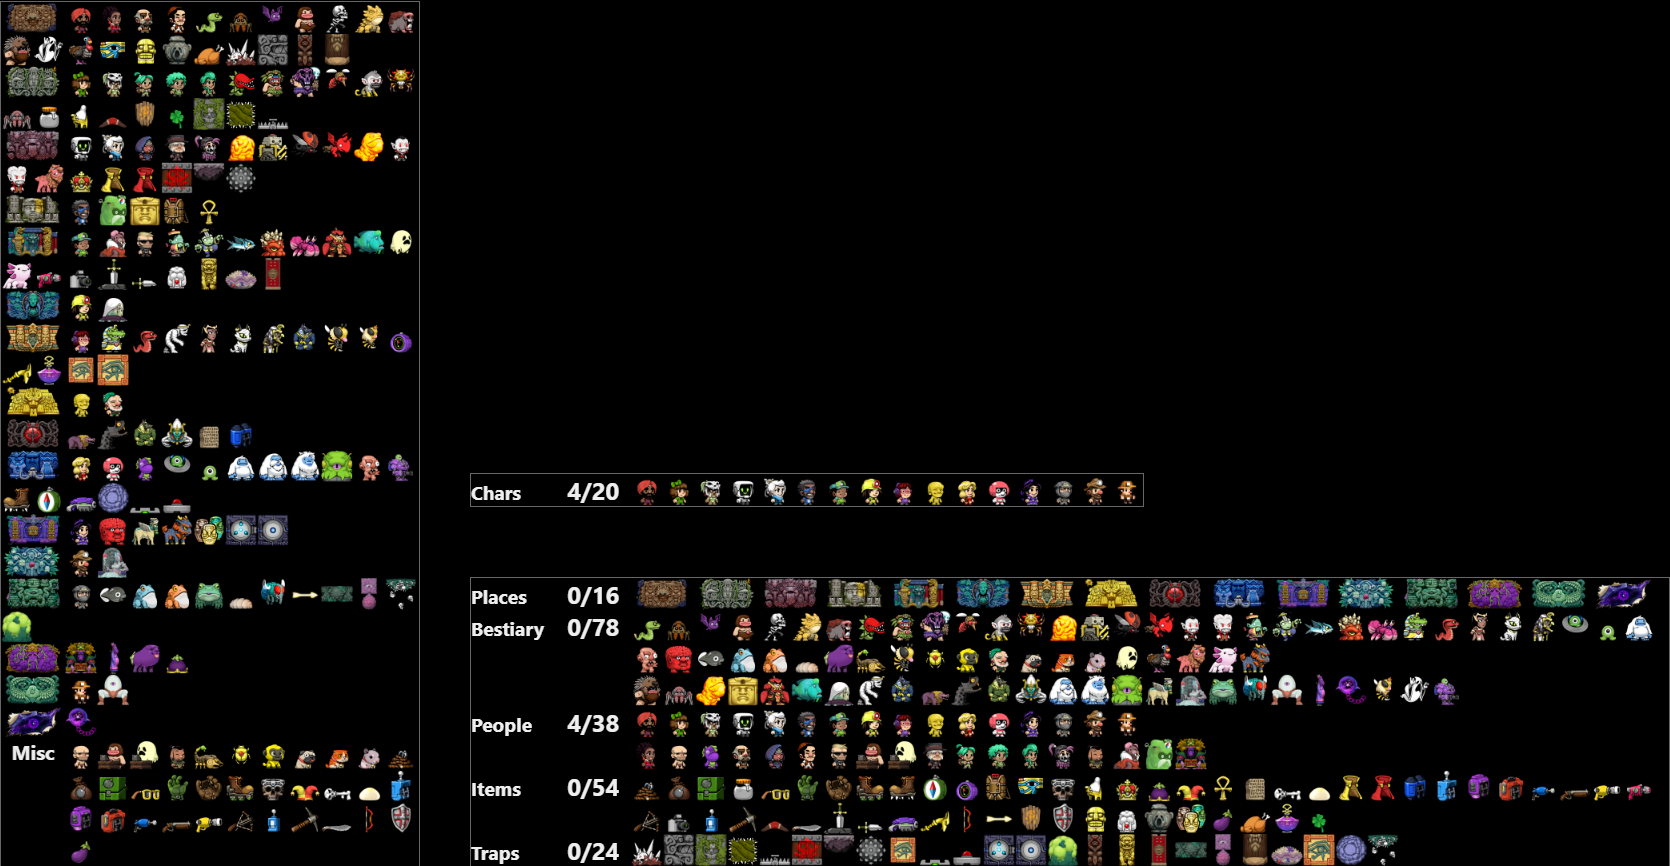 Misc
Chars 4/20
Places 0/16
Bestiary 0/78
People 4/38
Items 0/54
Traps 0/24